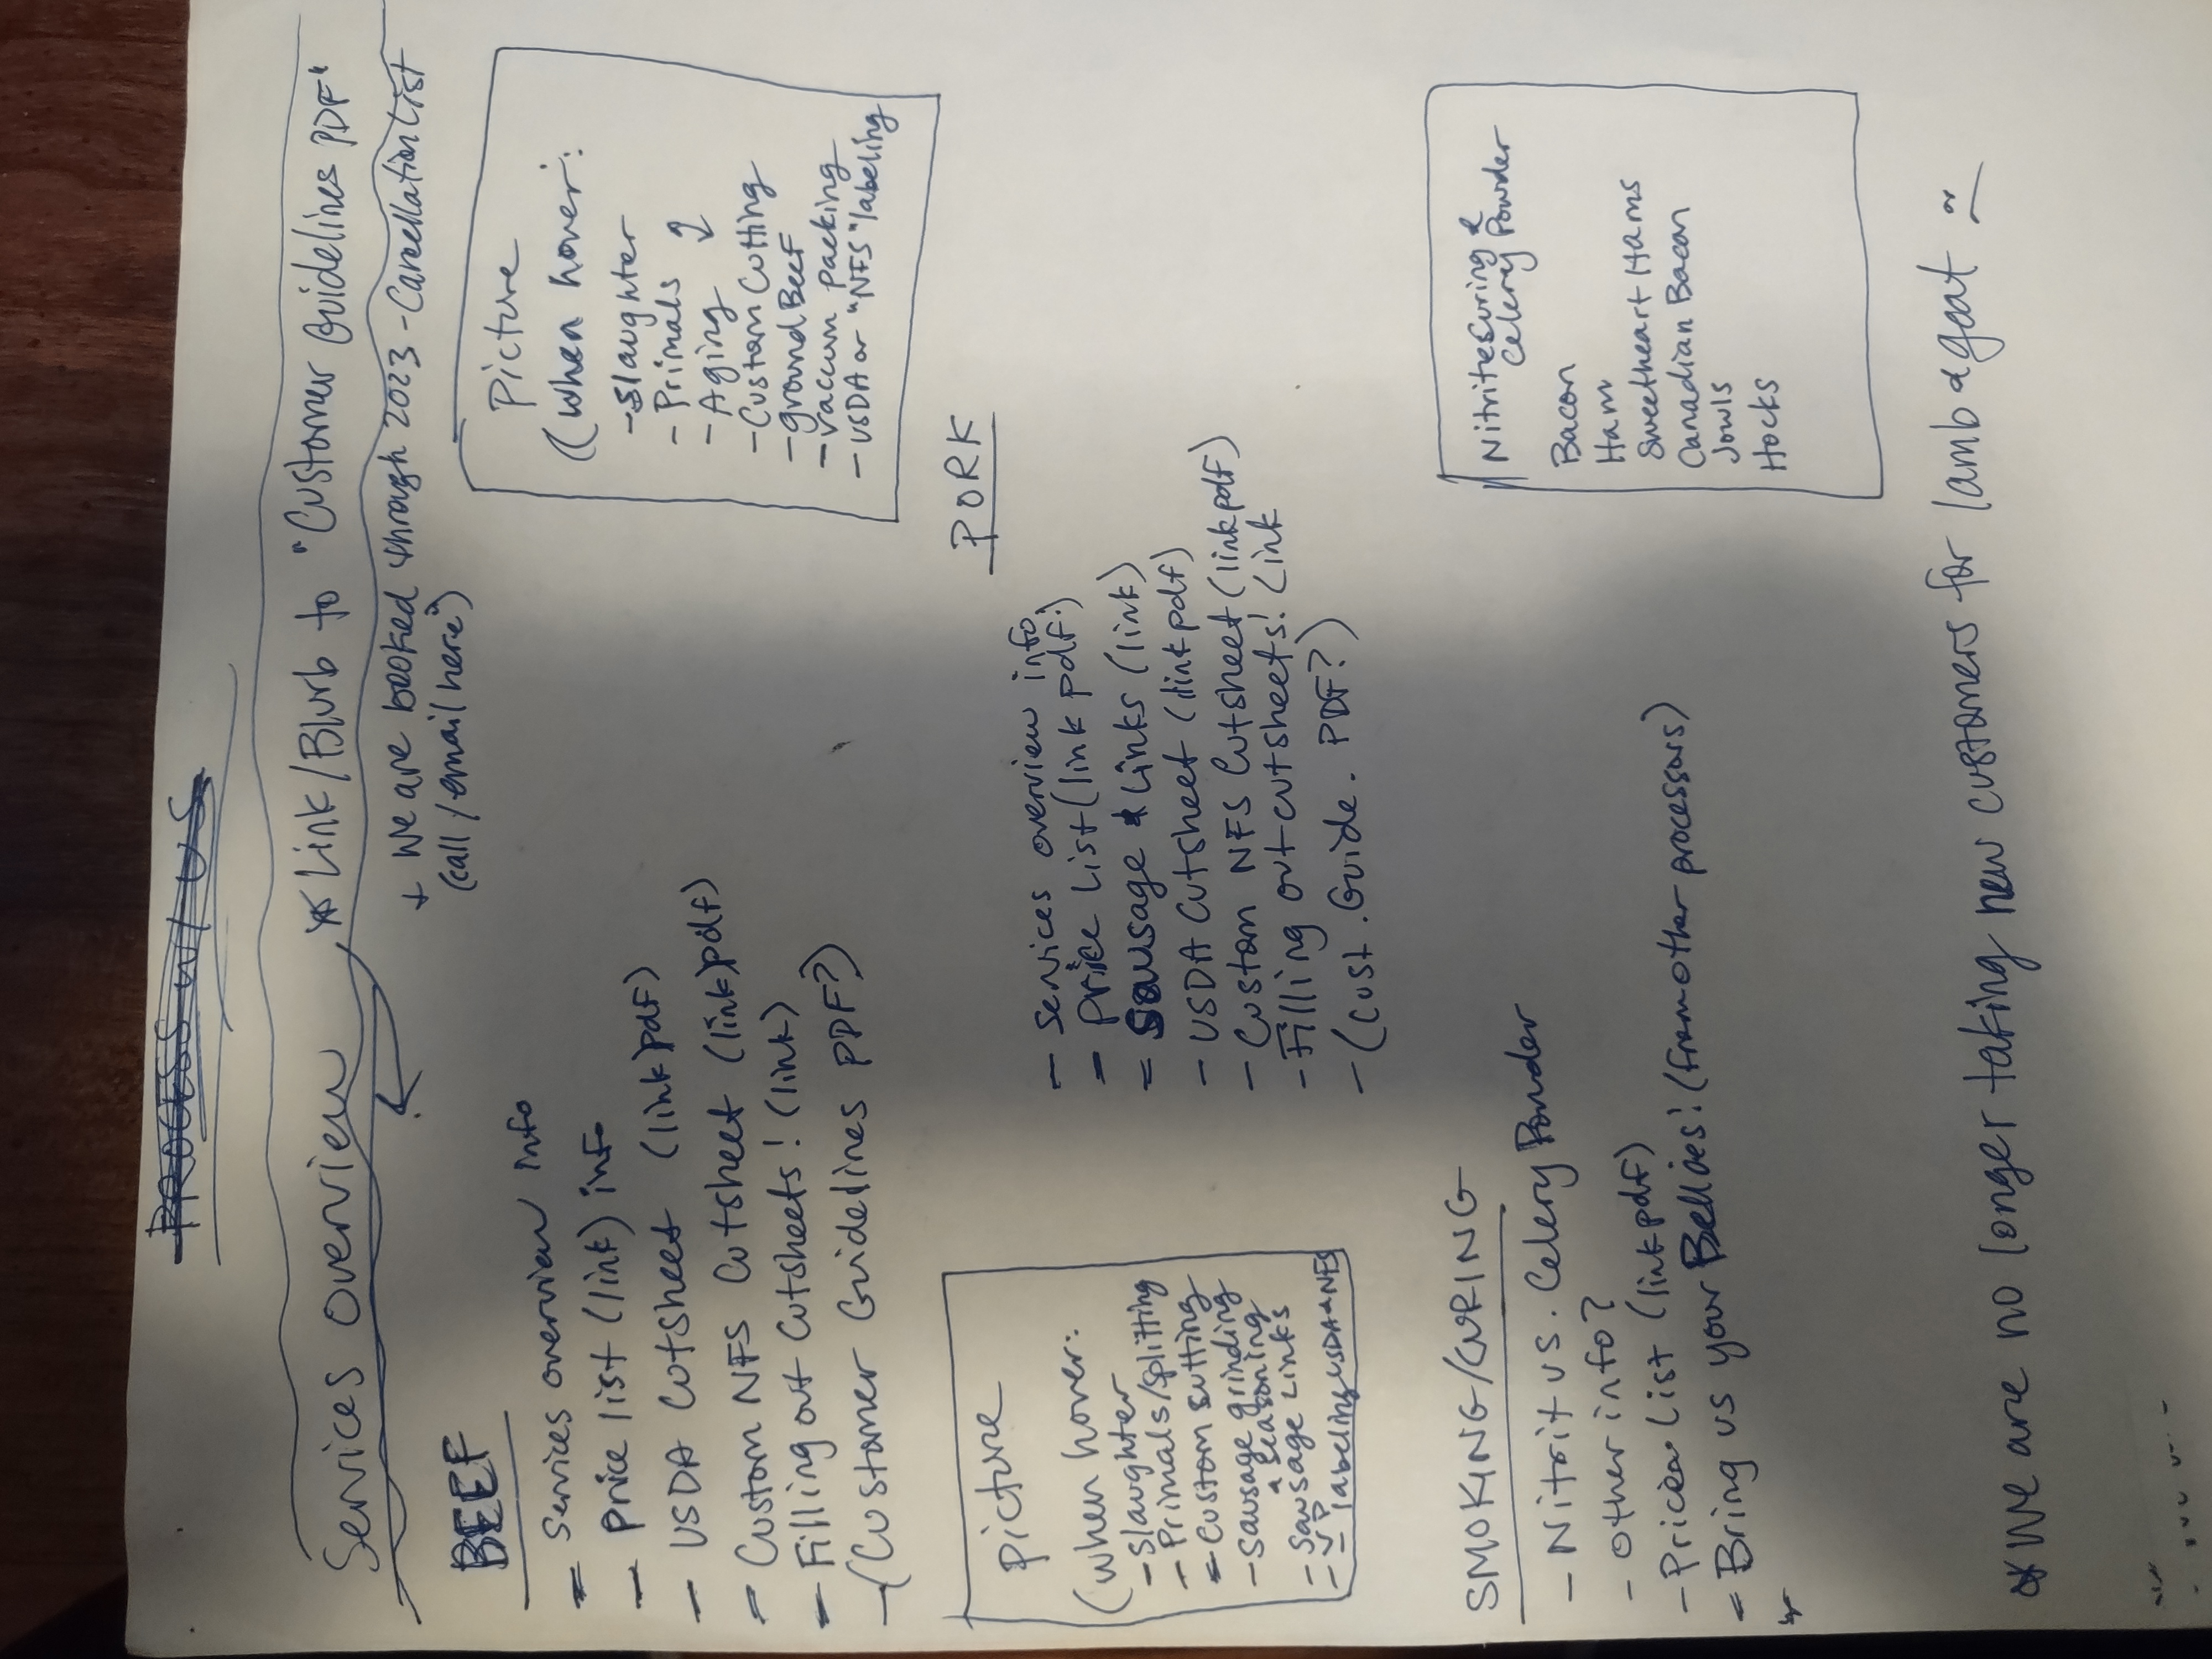 PROCESS w/ US
Services Overview * Link/Blurb to "Customer Guidelines PDF"
+ We are booked through 2023 - Cancellation List
(call/email here)
BEEF
- Services overview info
- Price list (link) info
- USDA Cutsheet (link)pdf)
- Custom NFS Cutsheet (link)pdf)
- Filling out Cutsheets! (link)
- (Customer Guidelines PDF?)
Picture
(When hover:
- Slaughter
- Primals
- Aging
- Custom Cutting
- ground Beef
- Vaccum Packing
- USDA or "NFS" labeling
PORK
Picture
(when hover:
- Slaughter
- Primals/splitting
- Custom sutting
- Sausage grinding
& seasoning
- Sausage Links
- VP
- labeling USDA & NFS
- Services overview info
- Price List (link pdf!)
- Sausage & Links (link)
- USDA Cutsheet (link pdf)
- Custom NFS Cutsheet (link pdf)
- Filling out cutsheets! (link
- (Cust. Guide. PDF?)
SMOKING/CURING
- Nitrit vs. Celery Powder
- Other info?
- Price List (link pdf)
- Bring us your Bellies! (from other processors)
Nitrite Curing &
Celery Powder
Bacon
Ham
Sweetheart Hams
Canadian Bacon
Jowls
Hocks
* We are no longer taking new customers for lamb & goat